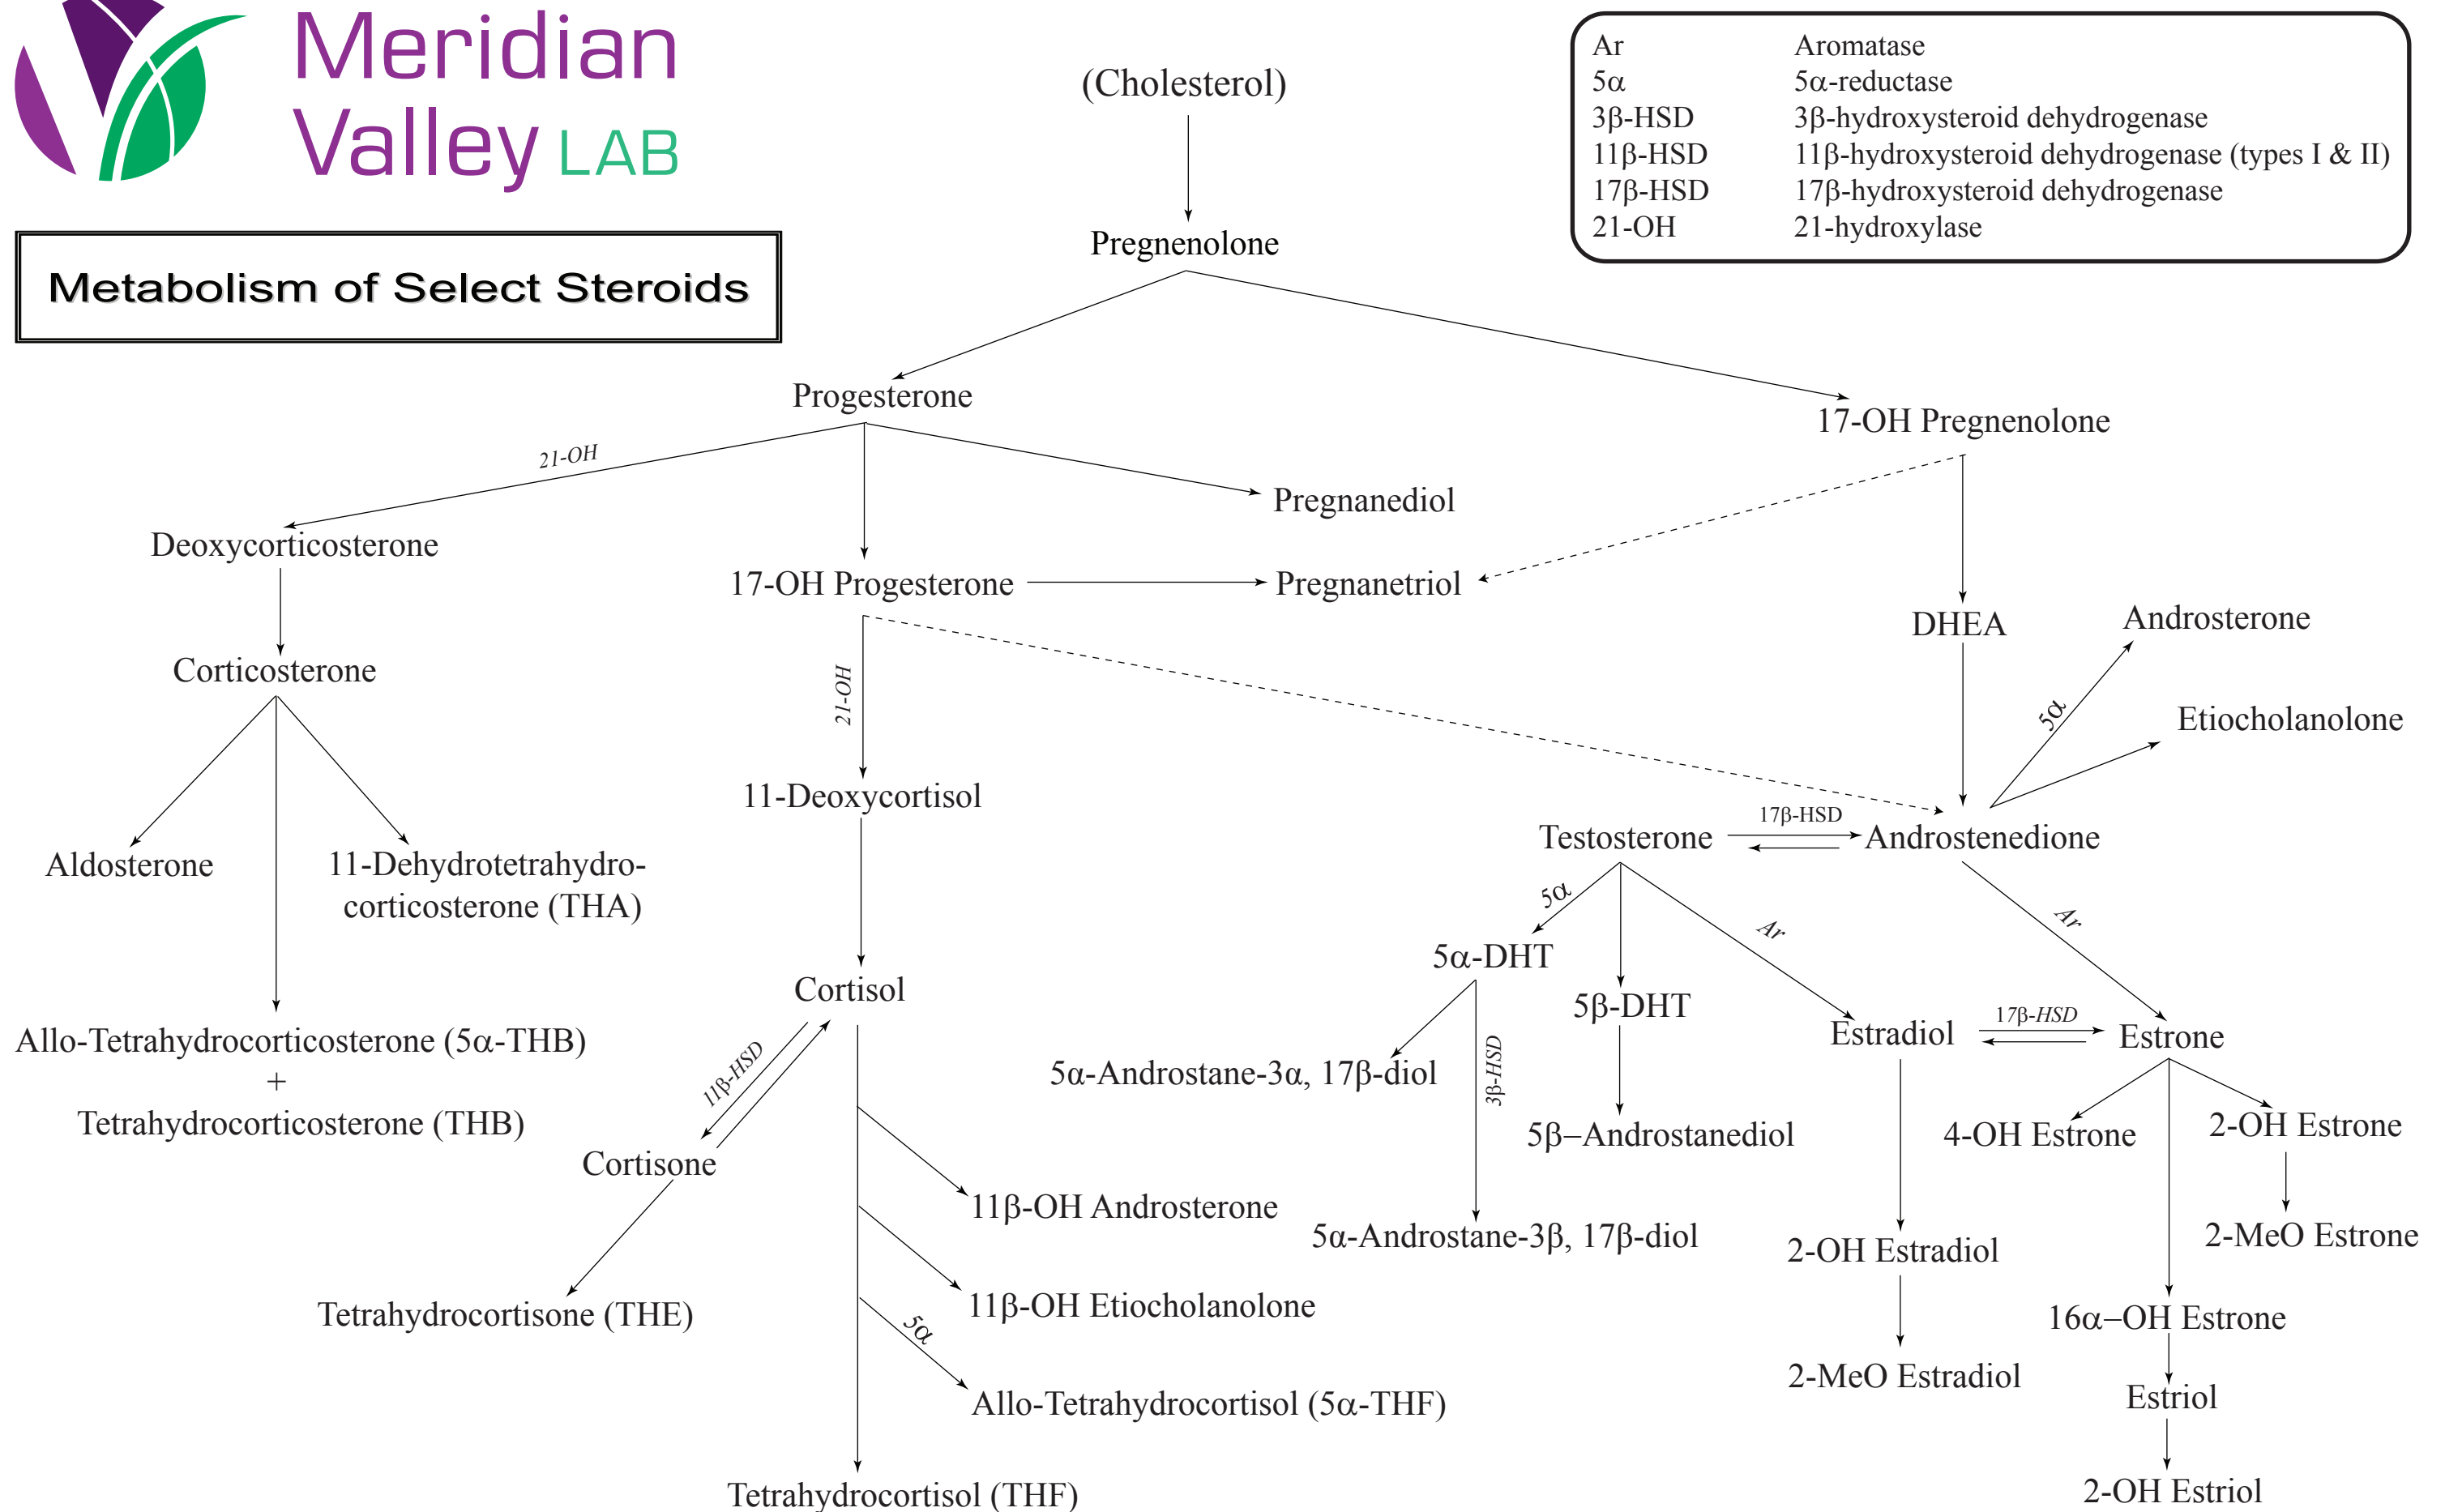 Meridian
Valley LAB
Metabolism of Select Steroids
Ar Aromatase
5α 5α-reductase
3β-HSD 3β-hydroxysteroid dehydrogenase
11β-HSD 11β-hydroxysteroid dehydrogenase (types I & II)
17β-HSD 17β-hydroxysteroid dehydrogenase
21-OH 21-hydroxylase
(Cholesterol)
Pregnenolone
Progesterone
17-OH Pregnenolone
21-OH
Pregnanediol
Deoxycorticosterone
17-OH Progesterone
Pregnanetriol
DHEA
Androsterone
Corticosterone
21-OH
5α
Etiocholanolone
11-Deoxycortisol
Testosterone
17β-HSD
Androstenedione
Aldosterone
11-Dehydrotetrahydro-
corticosterone (THA)
5α
Ar
Ar
5α-DHT
Cortisol
5β-DHT
Estradiol
17β-HSD
Estrone
Allo-Tetrahydrocorticosterone (5α-THB)
+
Tetrahydrocorticosterone (THB)
11β-HSD
5α-Androstane-3α, 17β-diol
3β-HSD
5β–Androstanediol
4-OH Estrone
2-OH Estrone
Cortisone
11β-OH Androsterone
5α-Androstane-3β, 17β-diol
2-OH Estradiol
2-MeO Estrone
Tetrahydrocortisone (THE)
11β-OH Etiocholanolone
16α–OH Estrone
5α
2-MeO Estradiol
Allo-Tetrahydrocortisol (5α-THF)
Estriol
Tetrahydrocortisol (THF)
2-OH Estriol